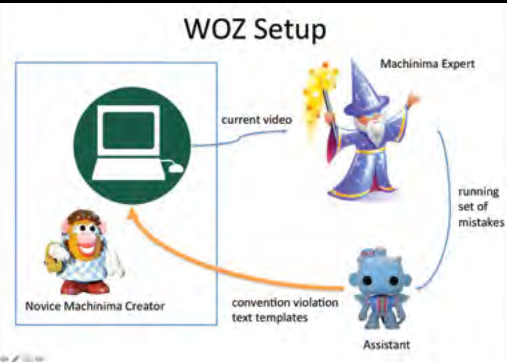 WOZ Setup
Machinima Expert
current video
running
set of
mistakes
Novice Machinima Creator
convention violation
text templates
Assistant